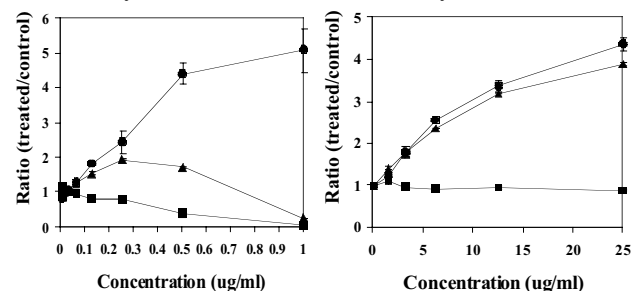 6
5
4
3
2
1
0
0 0.1 0.2 0.3 0.4 0.5 0.6 0.7 0.8 0.9 1
Ratio (treated/control)
Concentration (ug/ml)
5
4
3
2
1
0
0 5 10 15 20 25
Ratio (treated/control)
Concentration (ug/ml)